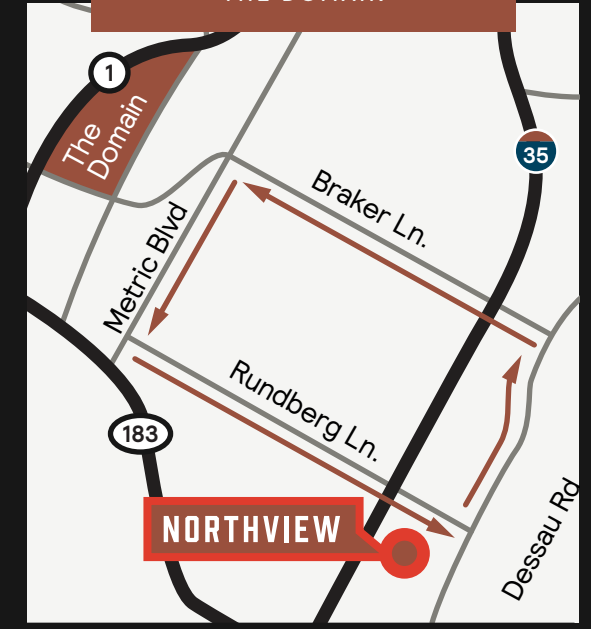 1
The
Domain
35
Braker Ln.
Metric Blvd
Rundberg Ln.
183
NORTHVIEW
Dessau Rd